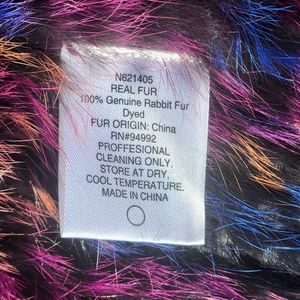 N621405
REAL FUR
100% Genuine Rabbit Fur
Dyed
FUR ORIGIN: China
RN#94992
PROFFESIONAL
CLEANING ONLY.
STORE AT DRY.
COOL TEMPERATURE.
MADE IN CHINA